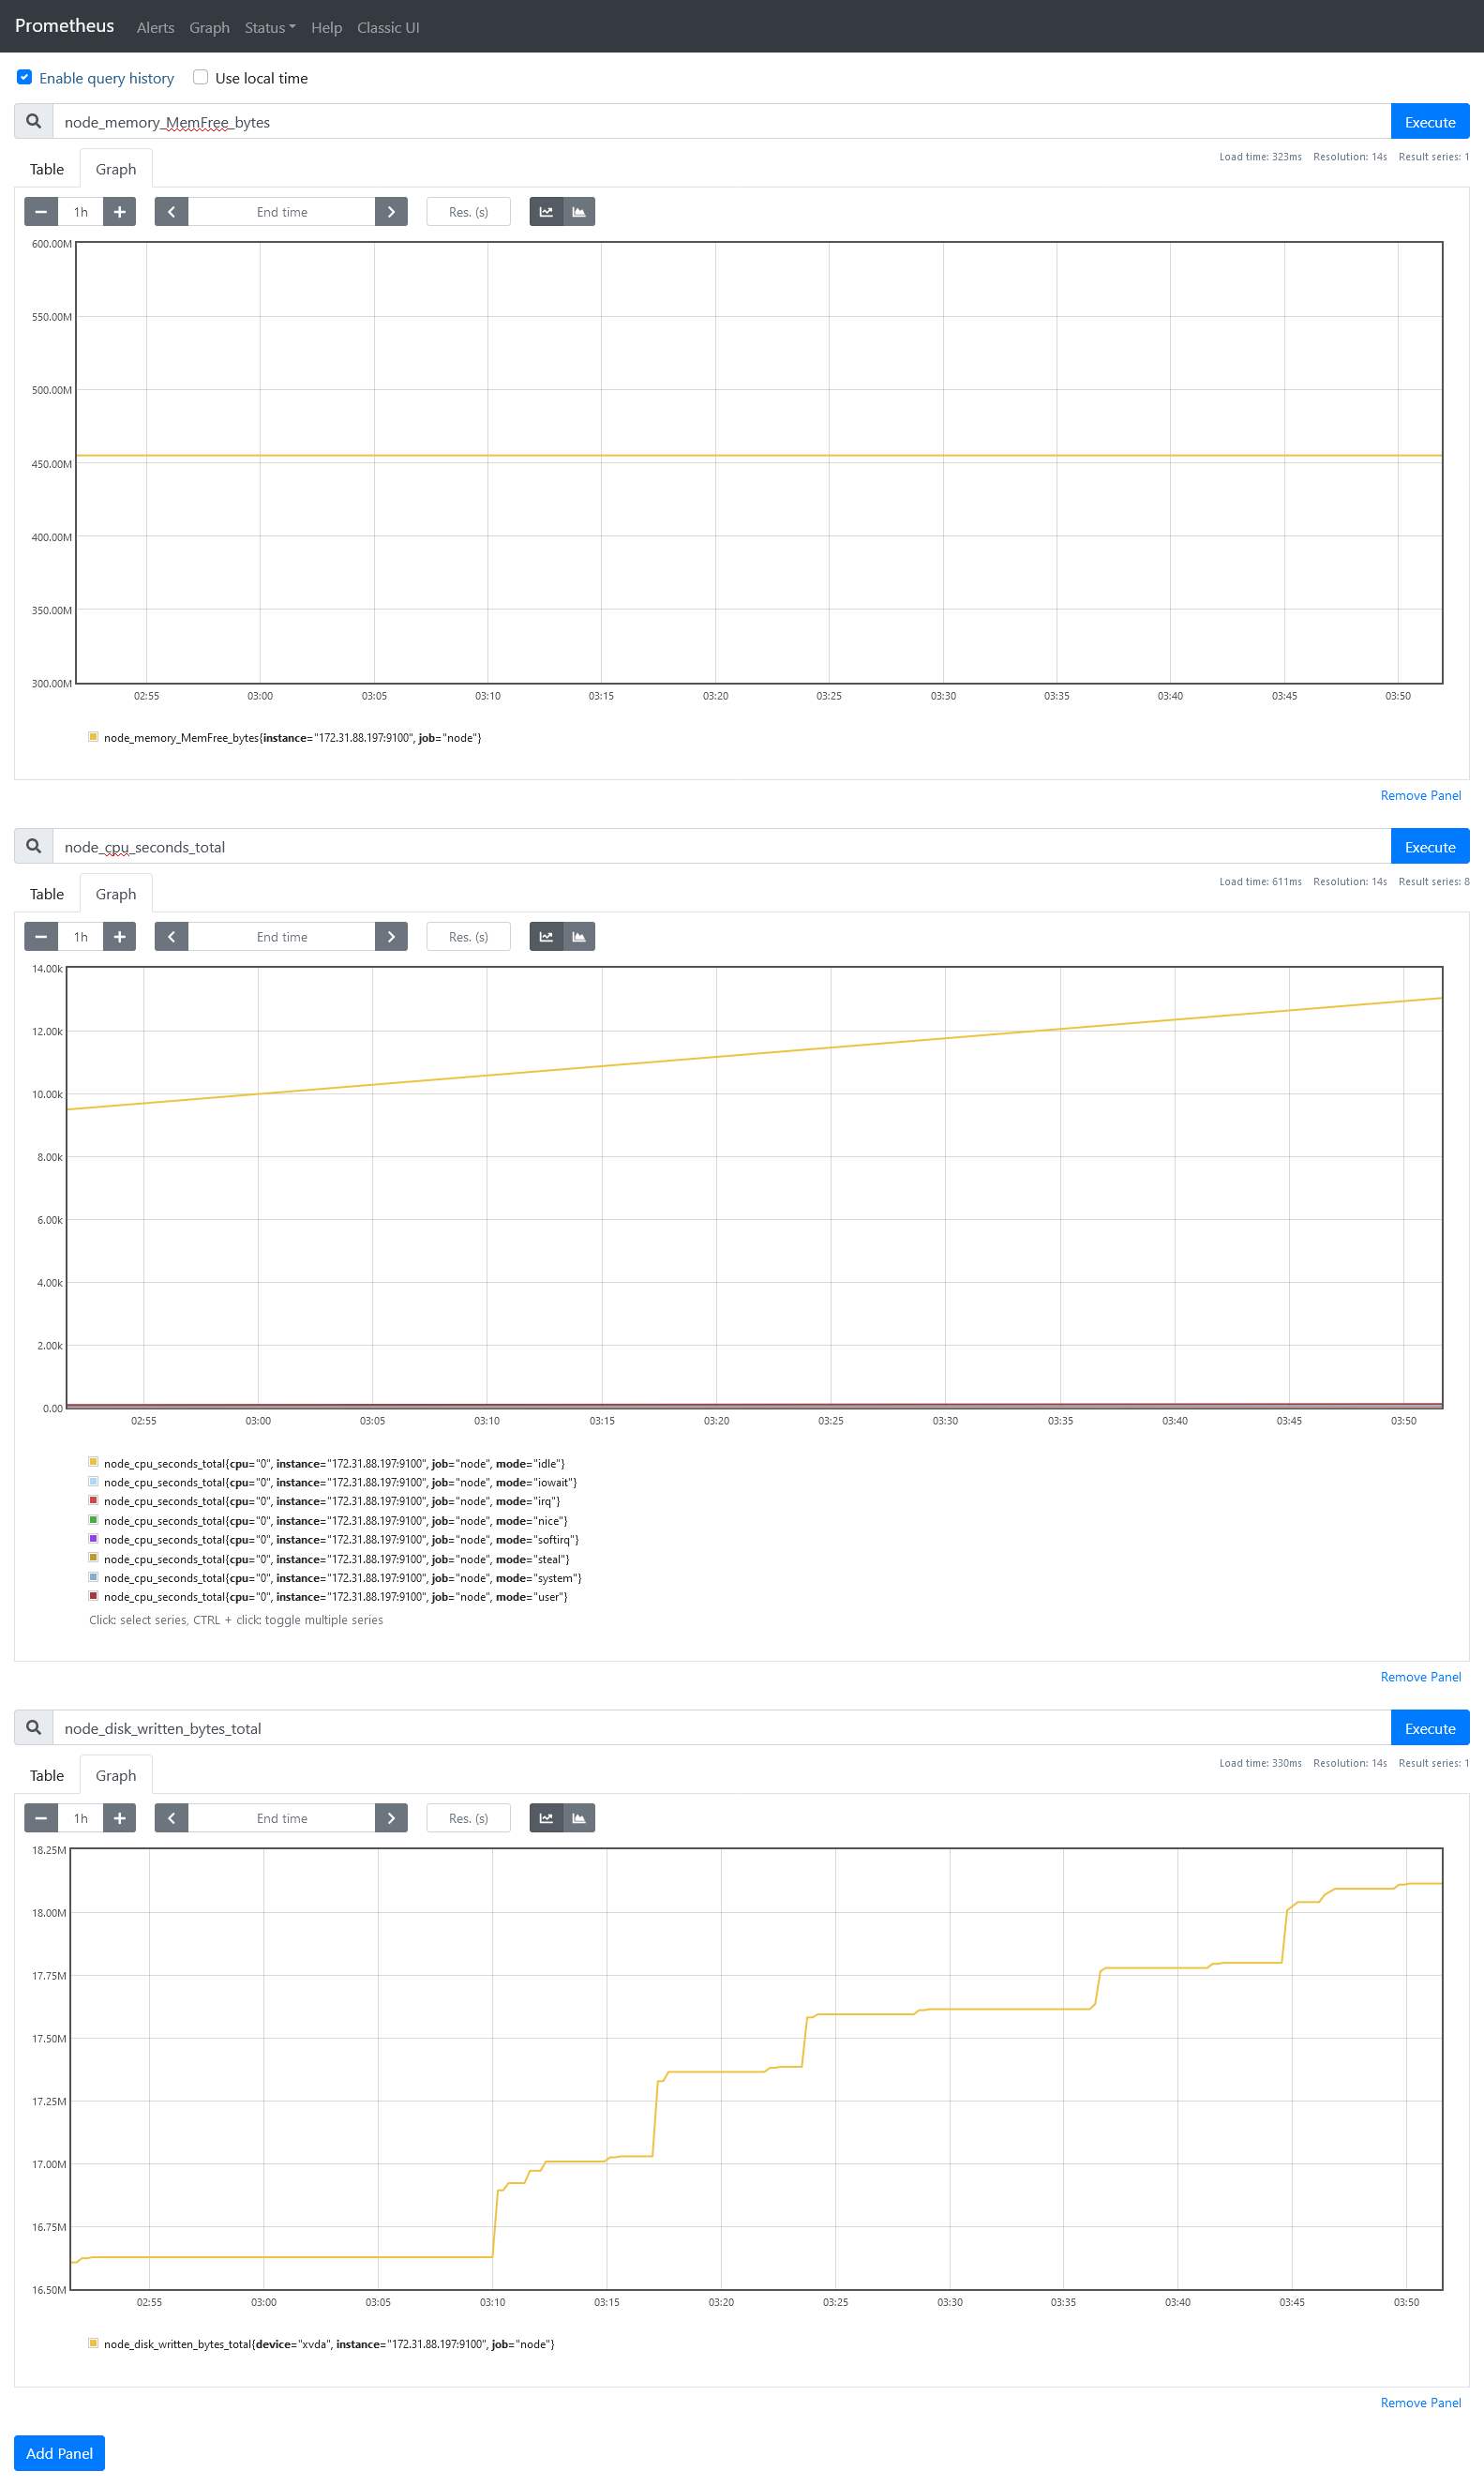 Prometheus Alerts Graph Status Help Classic UI
Enable query history Use local time
node_memory_MemFree_bytes Execute
Table Graph Load time: 323ms Resolution: 14s Result series: 1
1h End time Res. (s)
600.00M
550.00M
500.00M
450.00M
400.00M
350.00M
300.00M
02:55 03:00 03:05 03:10 03:15 03:20 03:25 03:30 03:35 03:40 03:45 03:50
node_memory_MemFree_bytes{instance="172.31.88.197:9100", job="node"}
Remove Panel
node_cpu_seconds_total Execute
Table Graph Load time: 611ms Resolution: 14s Result series: 8
1h End time Res. (s)
14.00k
12.00k
10.00k
8.00k
6.00k
4.00k
2.00k
0.00
02:55 03:00 03:05 03:10 03:15 03:20 03:25 03:30 03:35 03:40 03:45 03:50
node_cpu_seconds_total{cpu="0", instance="172.31.88.197:9100", job="node", mode="idle"}
node_cpu_seconds_total{cpu="0", instance="172.31.88.197:9100", job="node", mode="iowait"}
node_cpu_seconds_total{cpu="0", instance="172.31.88.197:9100", job="node", mode="irq"}
node_cpu_seconds_total{cpu="0", instance="172.31.88.197:9100", job="node", mode="nice"}
node_cpu_seconds_total{cpu="0", instance="172.31.88.197:9100", job="node", mode="softirq"}
node_cpu_seconds_total{cpu="0", instance="172.31.88.197:9100", job="node", mode="steal"}
node_cpu_seconds_total{cpu="0", instance="172.31.88.197:9100", job="node", mode="system"}
node_cpu_seconds_total{cpu="0", instance="172.31.88.197:9100", job="node", mode="user"}
Click: select series, CTRL + click: toggle multiple series
Remove Panel
node_disk_written_bytes_total Execute
Table Graph Load time: 330ms Resolution: 14s Result series: 1
1h End time Res. (s)
18.25M
18.00M
17.75M
17.50M
17.25M
17.00M
16.75M
16.50M
02:55 03:00 03:05 03:10 03:15 03:20 03:25 03:30 03:35 03:40 03:45 03:50
node_disk_written_bytes_total{device="xvda", instance="172.31.88.197:9100", job="node"}
Remove Panel
Add Panel